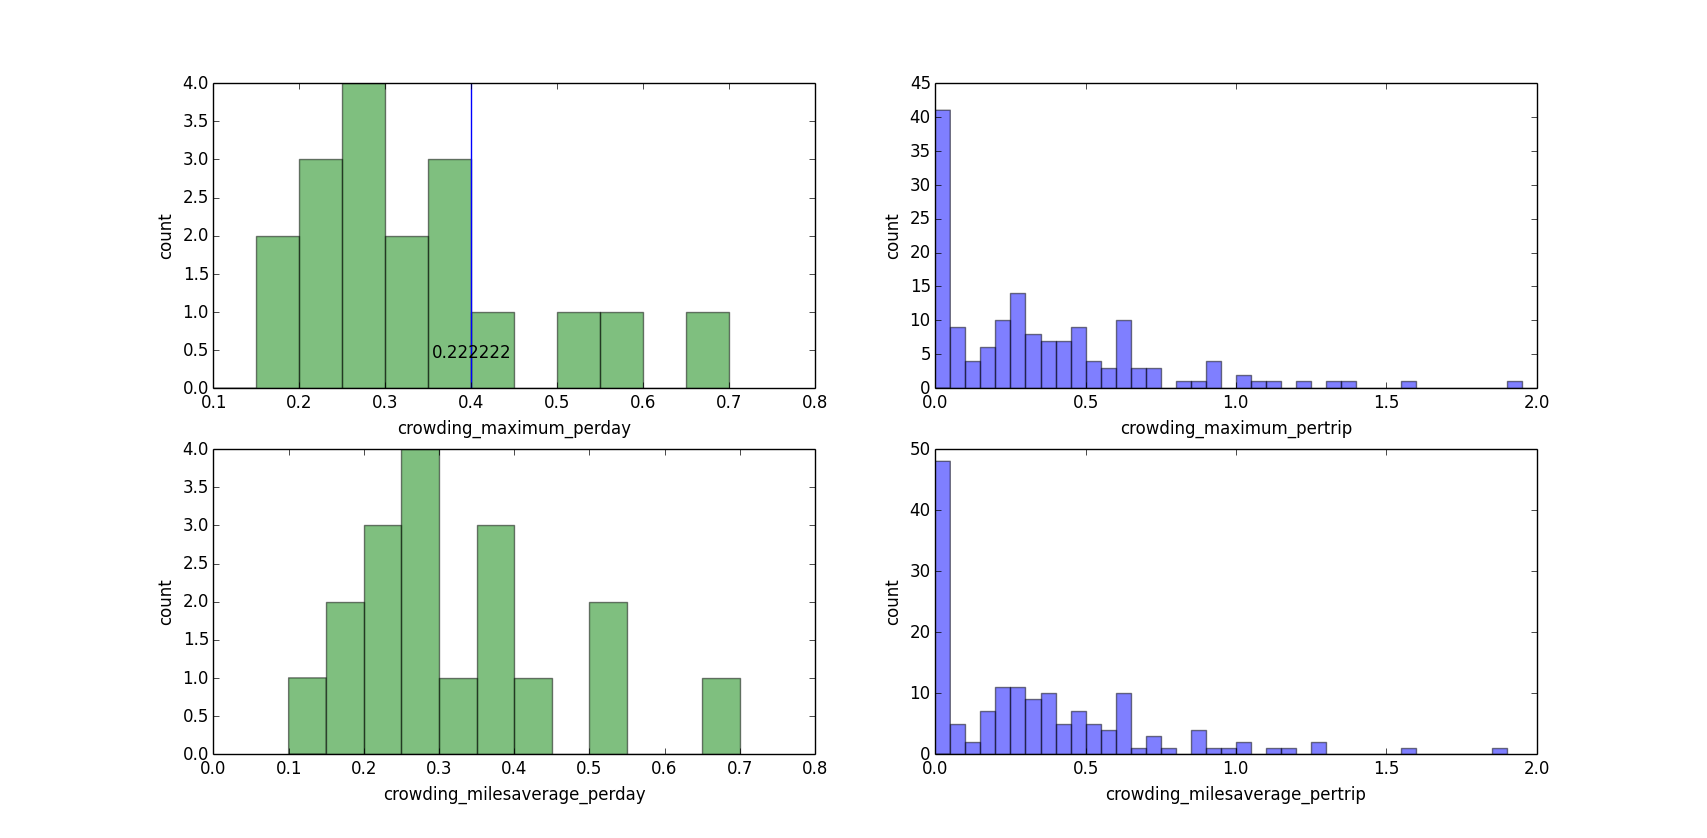 4.0
3.5
3.0
2.5
2.0
1.5
1.0
0.5
0.0
count
0.222222
0.1 0.2 0.3 0.4 0.5 0.6 0.7 0.8
crowding_maximum_perday
45
40
35
30
25
20
15
10
5
0
count
0.0 0.5 1.0 1.5 2.0
crowding_maximum_pertrip
4.0
3.5
3.0
2.5
2.0
1.5
1.0
0.5
0.0
count
0.0 0.1 0.2 0.3 0.4 0.5 0.6 0.7 0.8
crowding_milesaverage_perday
50
40
30
20
10
0
count
0.0 0.5 1.0 1.5 2.0
crowding_milesaverage_pertrip